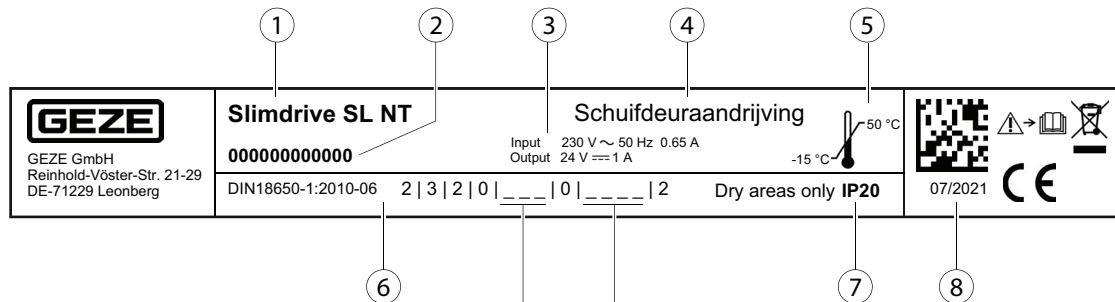 1 2 3 4 5
GEZE
GEZE GmbH
Reinhold-Vöster-Str. 21-29
DE-71229 Leonberg
Slimdrive SL NT
000000000000
Schuifdeuraandrijving
Input 230 V ~ 50 Hz 0.65 A
Output 24 V ⎓ 1 A
50 °C
-15 °C
DIN18650-1:2010-06 2|3|2|0|_ _ _|0|_ _ _ _|2 Dry areas only IP20
07/2021
CE
6 7 8